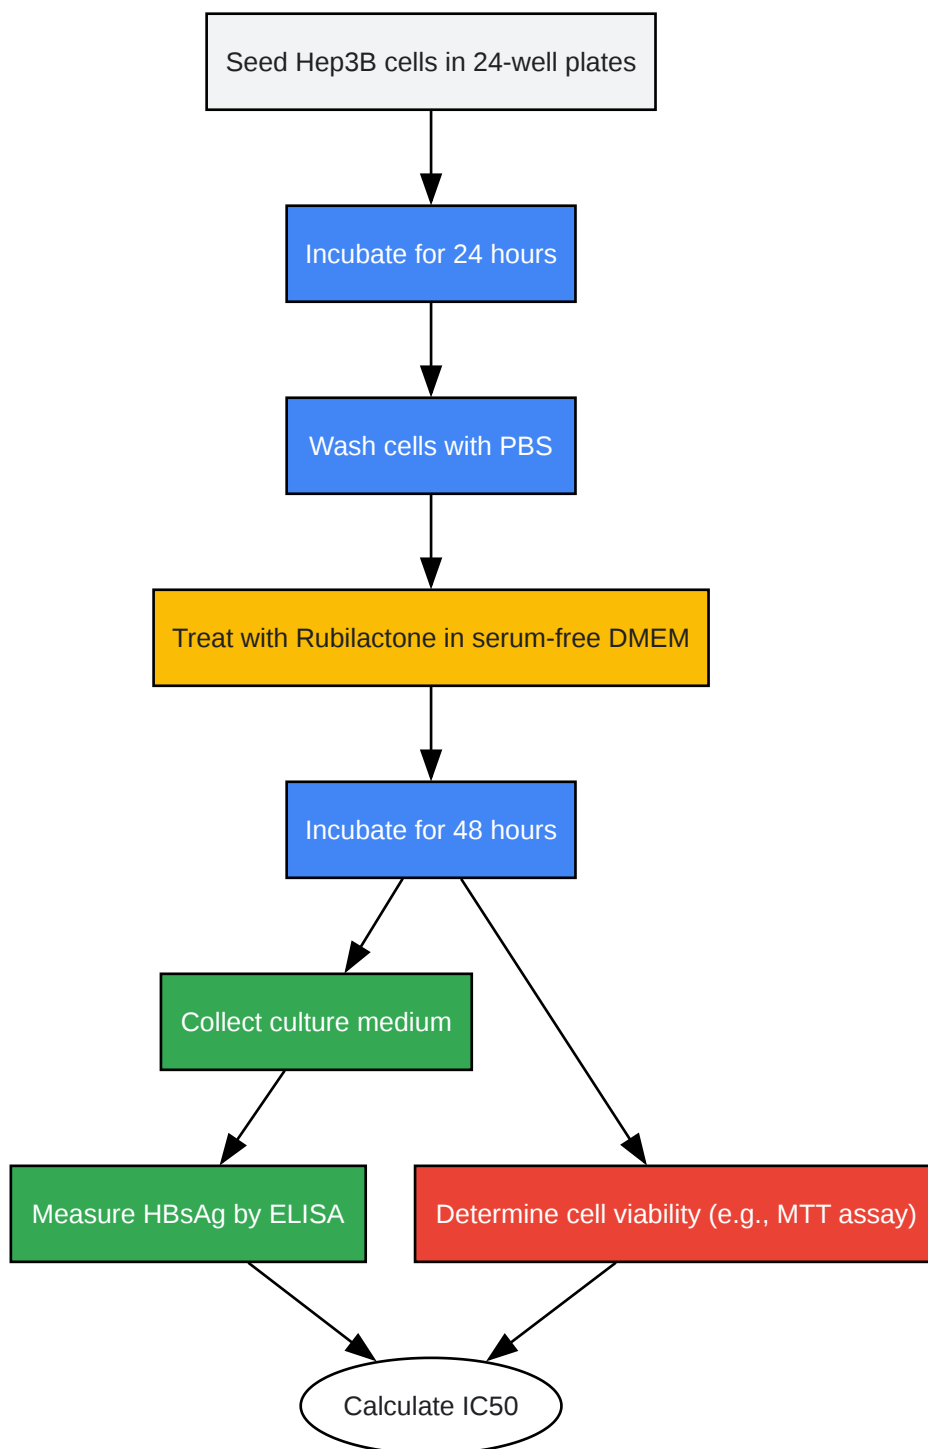 Seed Hep3B cells in 24-well plates
Incubate for 24 hours
Wash cells with PBS
Treat with Rubilactone in serum-free DMEM
Incubate for 48 hours
Collect culture medium
Measure HBsAg by ELISA
Determine cell viability (e.g., MTT assay)
Calculate IC50